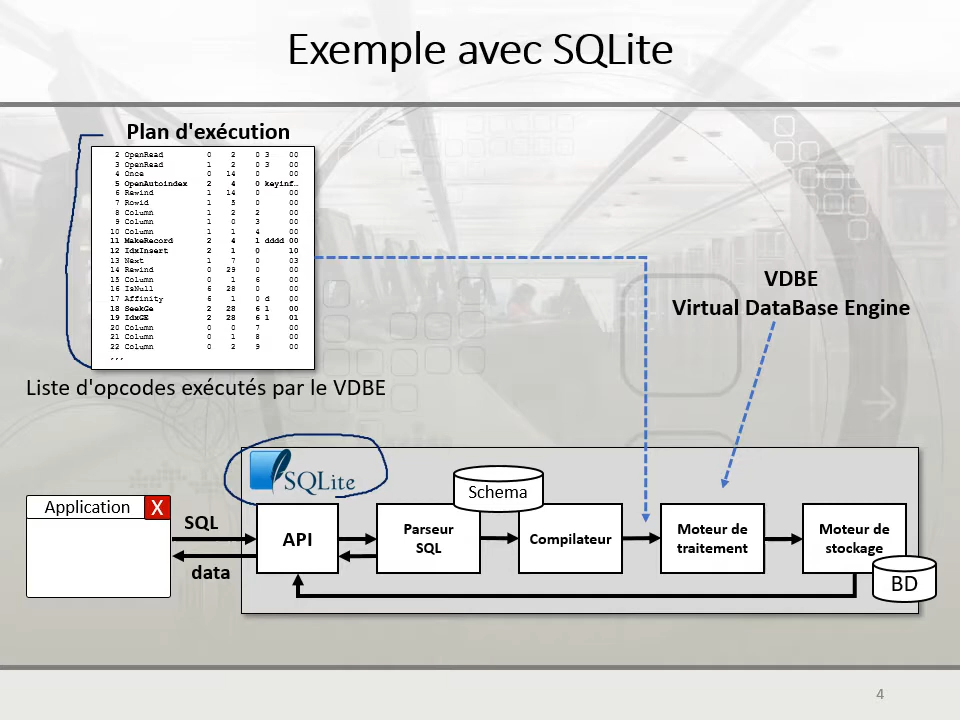 Exemple avec SQLite
Plan d'exécution
2 OpenRead 0 2 0 3 00
3 OpenRead 1 2 0 3 00
4 Once 0 14 0 00
5 OpenAutoindex 2 4 0 keyinf…
6 Rewind 1 14 0 00
7 Rowid 1 5 0 00
8 Column 1 2 2 00
9 Column 1 0 3 00
10 Column 1 1 4 00
11 MakeRecord 2 4 1 dddd 00
12 IdxInsert 2 1 0 10
13 Next 1 7 0 03
14 Rewind 0 29 0 00
15 Column 0 1 6 00
16 IsNull 6 28 0 00
17 Affinity 6 1 0 d 00
18 SeekGe 2 28 6 1 00
19 IdxGE 2 28 6 1 01
20 Column 0 0 7 00
21 Column 0 1 8 00
22 Column 0 2 9 00
,,,
VDBE
Virtual DataBase Engine
Liste d'opcodes exécutés par le VDBE
SQLite
Schema
Application X
SQL
data
API
Parseur
SQL
Compilateur
Moteur de
traitement
Moteur de
stockage
BD
4